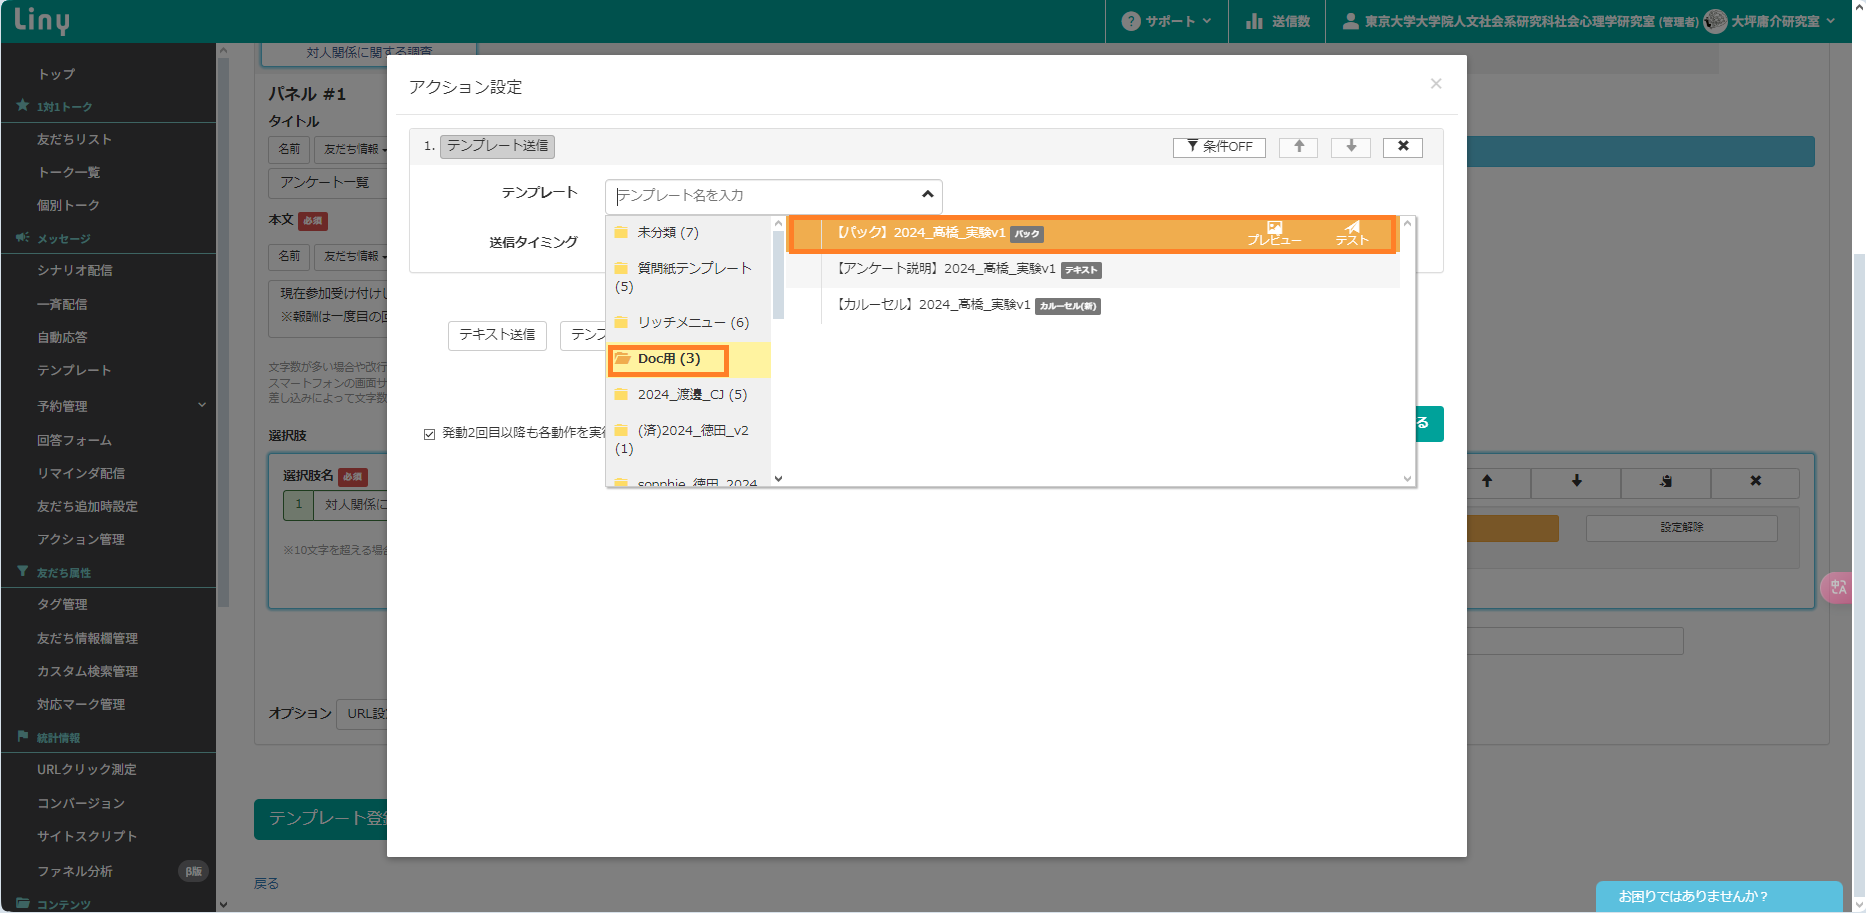 Liny
サポート
送信数
東京大学大学院人文社会系研究科社会心理学研究室 (管理者)
大坪庸介研究室
トップ
1対1トーク
友だちリスト
トーク一覧
個別トーク
メッセージ
シナリオ配信
一斉配信
自動応答
テンプレート
予約管理
回答フォーム
リマインダ配信
友だち追加時設定
アクション管理
友だち属性
タグ管理
友だち情報欄管理
カスタム検索管理
対応マーク管理
統計情報
URLクリック測定
コンバージョン
サイトスクリプト
ファネル分析 β版
コンテンツ
対人関係に関する調査
パネル #1
タイトル
名前 友だち情報
アンケート一覧
本文 必須
名前 友だち情報
現在参加受け付けし
※報酬は一度目の回
文字数が多い場合や改行
スマートフォンの画面サ
差し込みによって文字数
選択肢
選択肢名 必須
1 対人関係に
※10文字を超える場合
設定解除
オプション URL設
テンプレート登録
戻る
アクション設定
×
1. テンプレート送信
条件OFF
テンプレート
テンプレート名を入力
送信タイミング
未分類 (7)
質問紙テンプレート
(5)
リッチメニュー (6)
Doc用 (3)
2024_渡邊_CJ (5)
(済)2024_徳田_v2
(1)
sopphie_徳田_2024
【パック】2024_高橋_実験v1 パック
プレビュー
テスト
【アンケート説明】2024_高橋_実験v1 テキスト
【カルーセル】2024_高橋_実験v1 カルーセル(新)
テキスト送信
テンプ
発動2回目以降も各動作を実行
る
中
CA
お困りではありませんか？